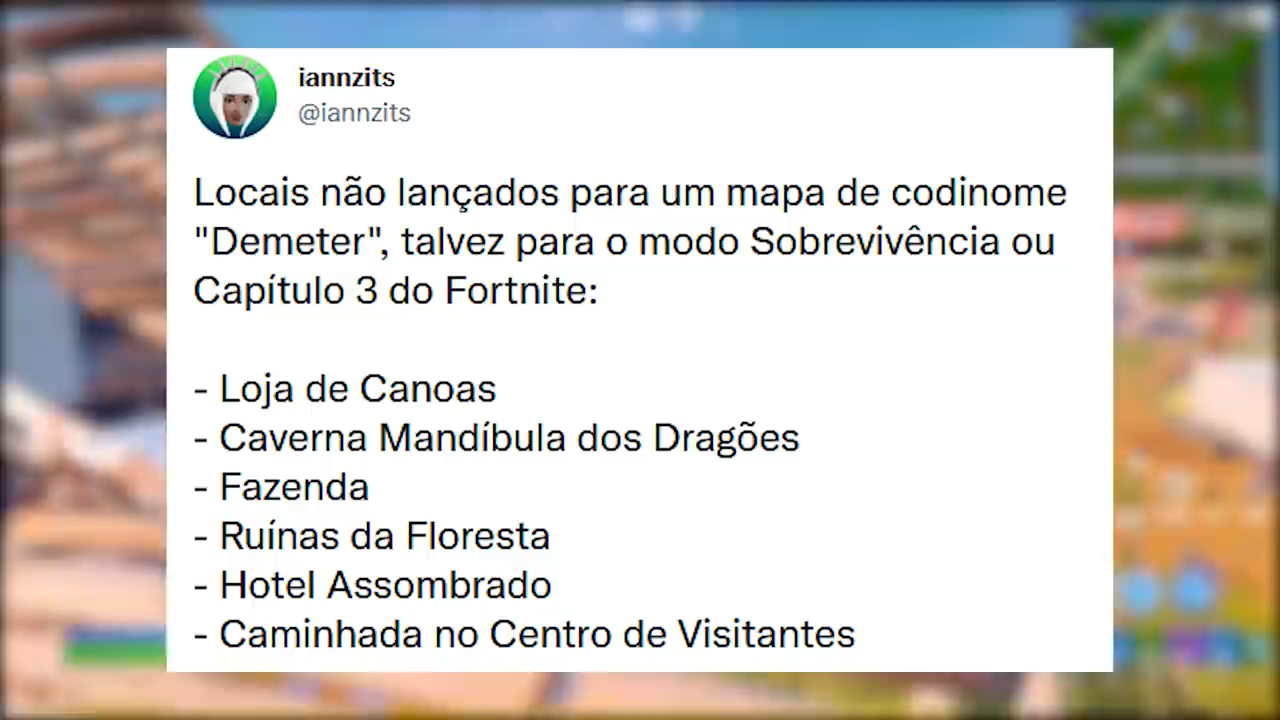 iannzits
@iannzits
Locais não lançados para um mapa de codinome
"Demeter", talvez para o modo Sobrevivência ou
Capítulo 3 do Fortnite:
- Loja de Canoas
- Caverna Mandíbula dos Dragões
- Fazenda
- Ruínas da Floresta
- Hotel Assombrado
- Caminhada no Centro de Visitantes